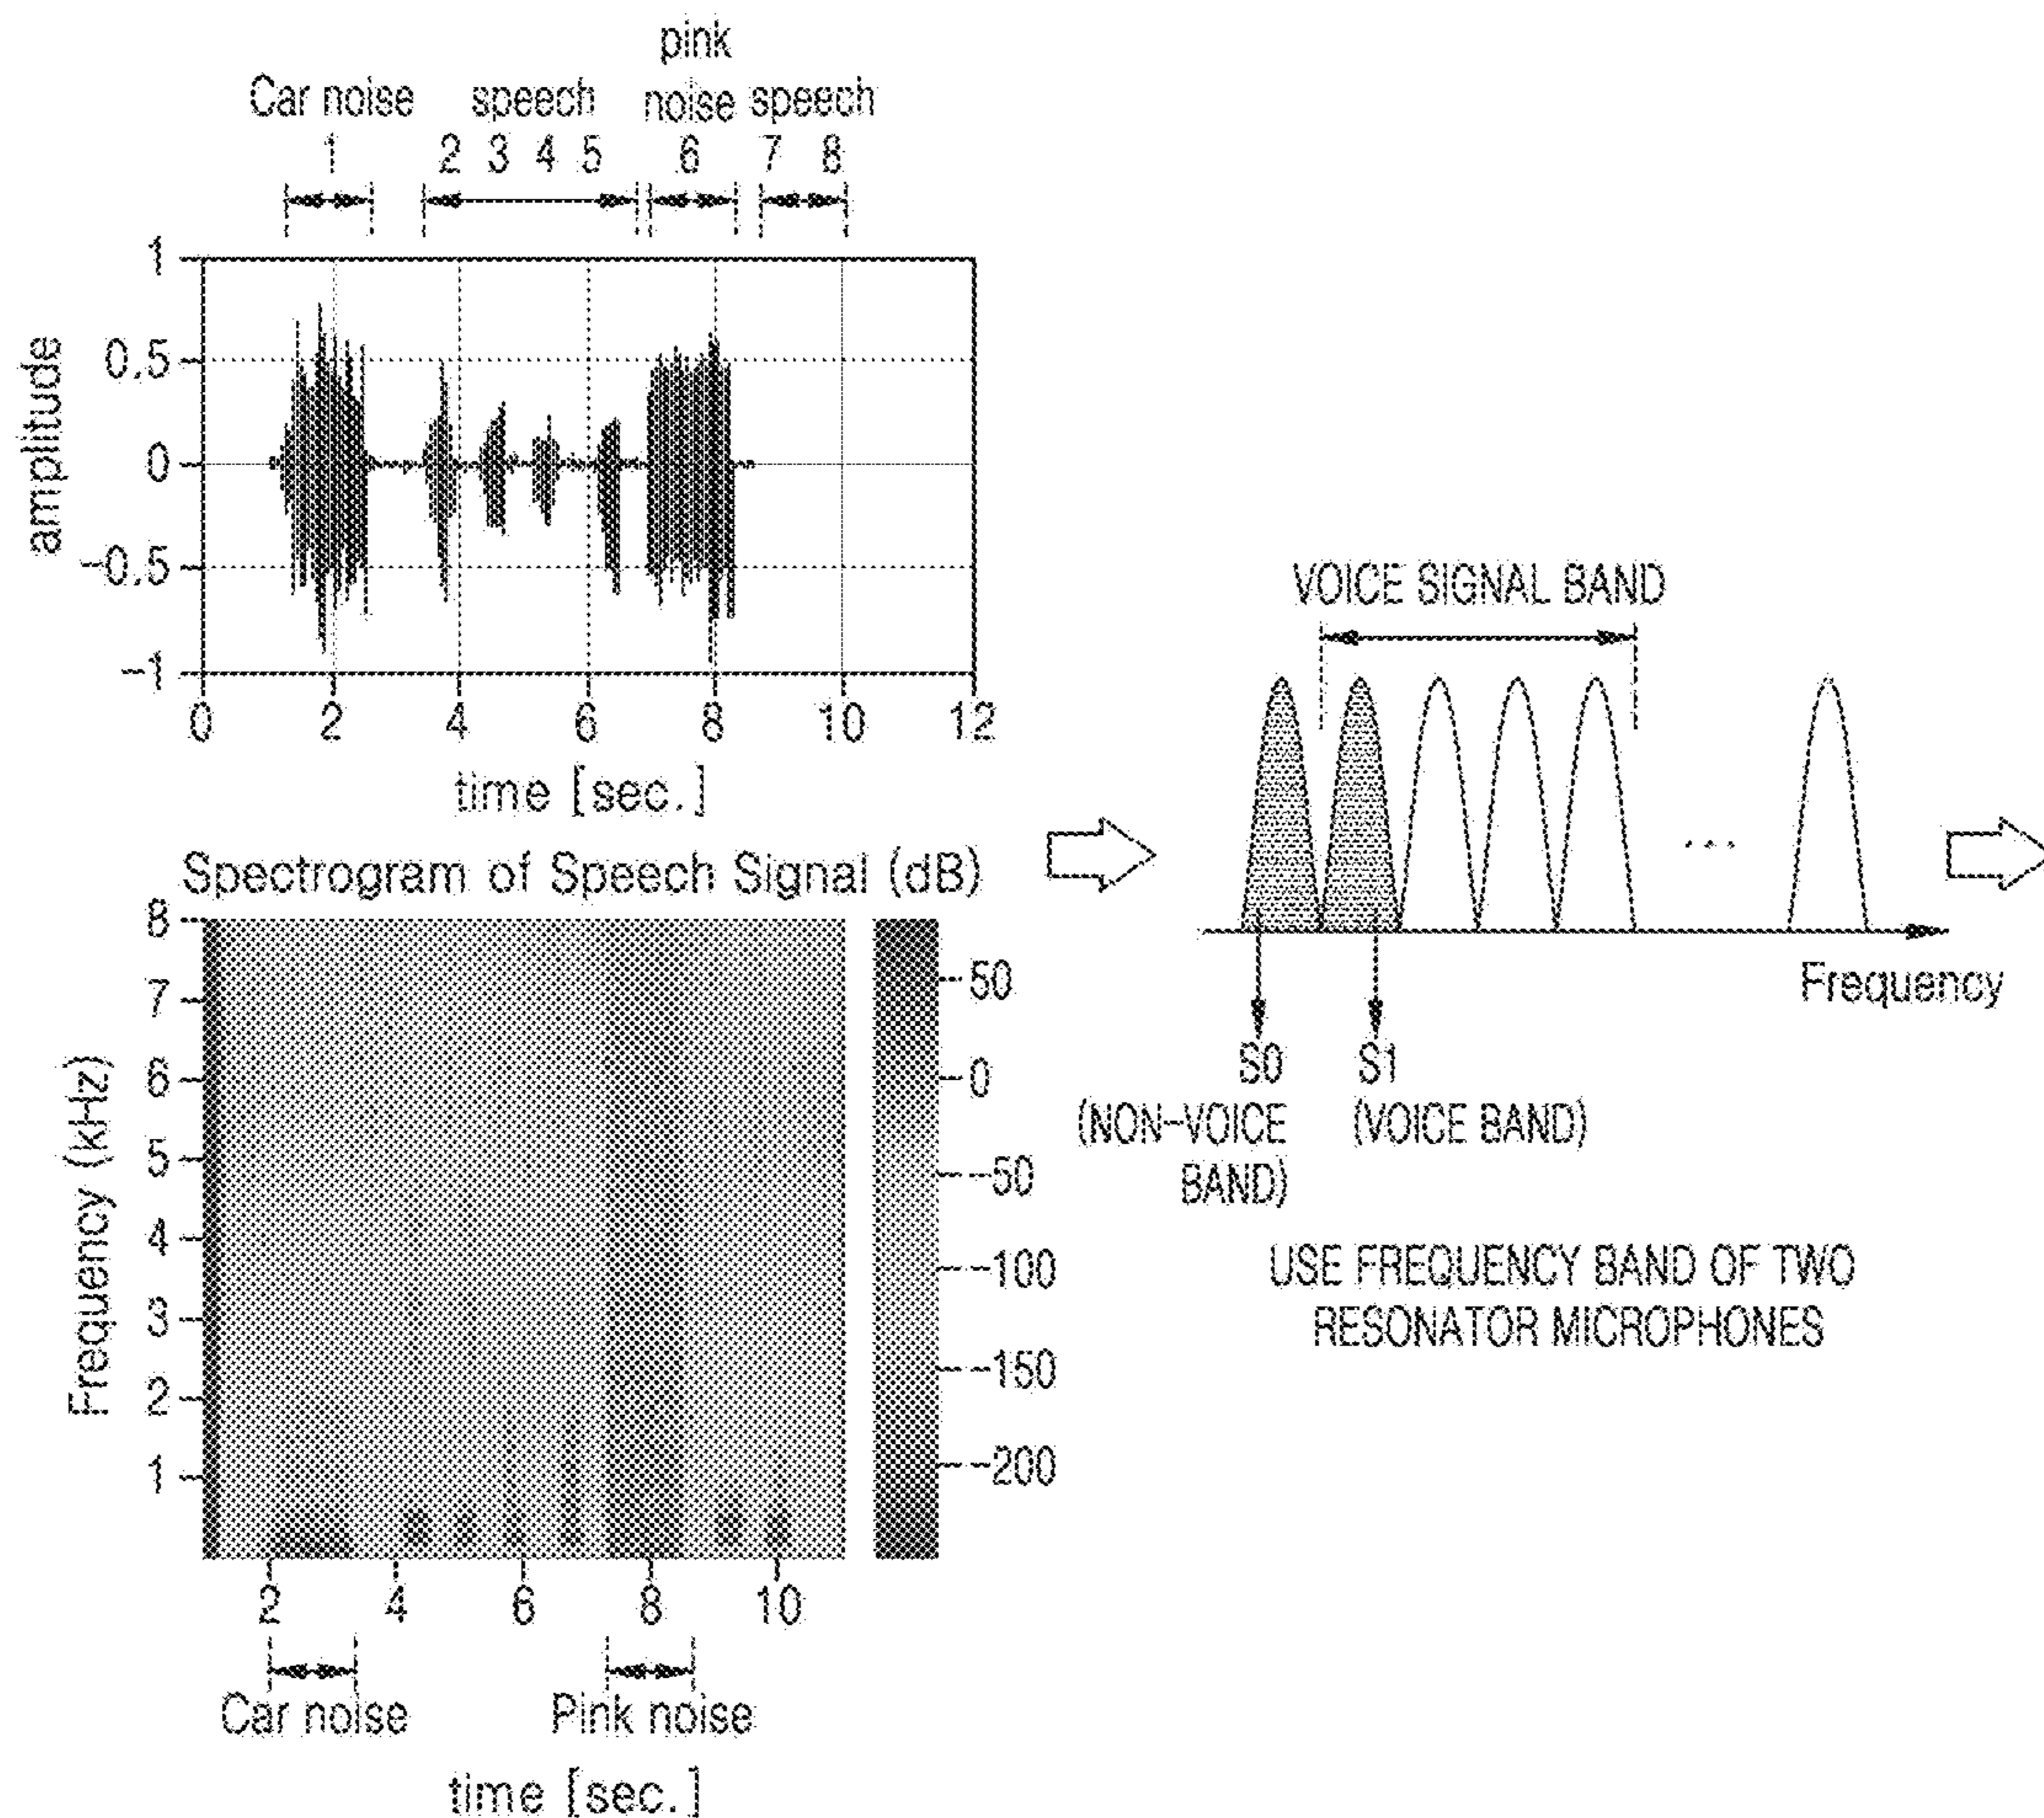 pink
Car noise speech noise speech
1 2 3 4 5 6 7 8
1
0.5
0
-0.5
-1
amplitude
0 2 4 6 8 10 12
time [sec.]
Spectrogram of Speech Signal (dB)
8
7
6
5
4
3
2
1
Frequency (kHz)
50
0
-50
-100
-150
-200
2 4 6 8 10
Car noise Pink noise
time [sec.]
VOICE SIGNAL BAND
...
Frequency
S0 S1
(NON-VOICE (VOICE BAND)
BAND)
USE FREQUENCY BAND OF TWO
RESONATOR MICROPHONES